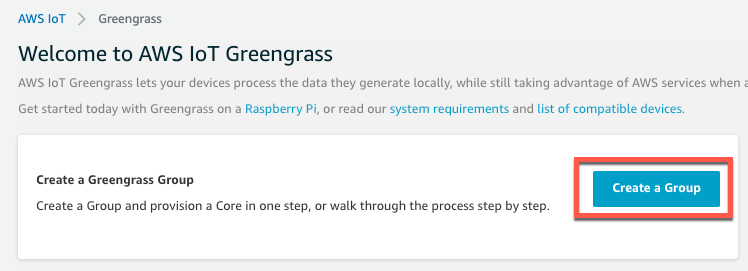 AWS IoT > Greengrass
Welcome to AWS IoT Greengrass
AWS IoT Greengrass lets your devices process the data they generate locally, while still taking advantage of AWS services when
Get started today with Greengrass on a Raspberry Pi, or read our system requirements and list of compatible devices.
Create a Greengrass Group
Create a Group and provision a Core in one step, or walk through the process step by step.
Create a Group